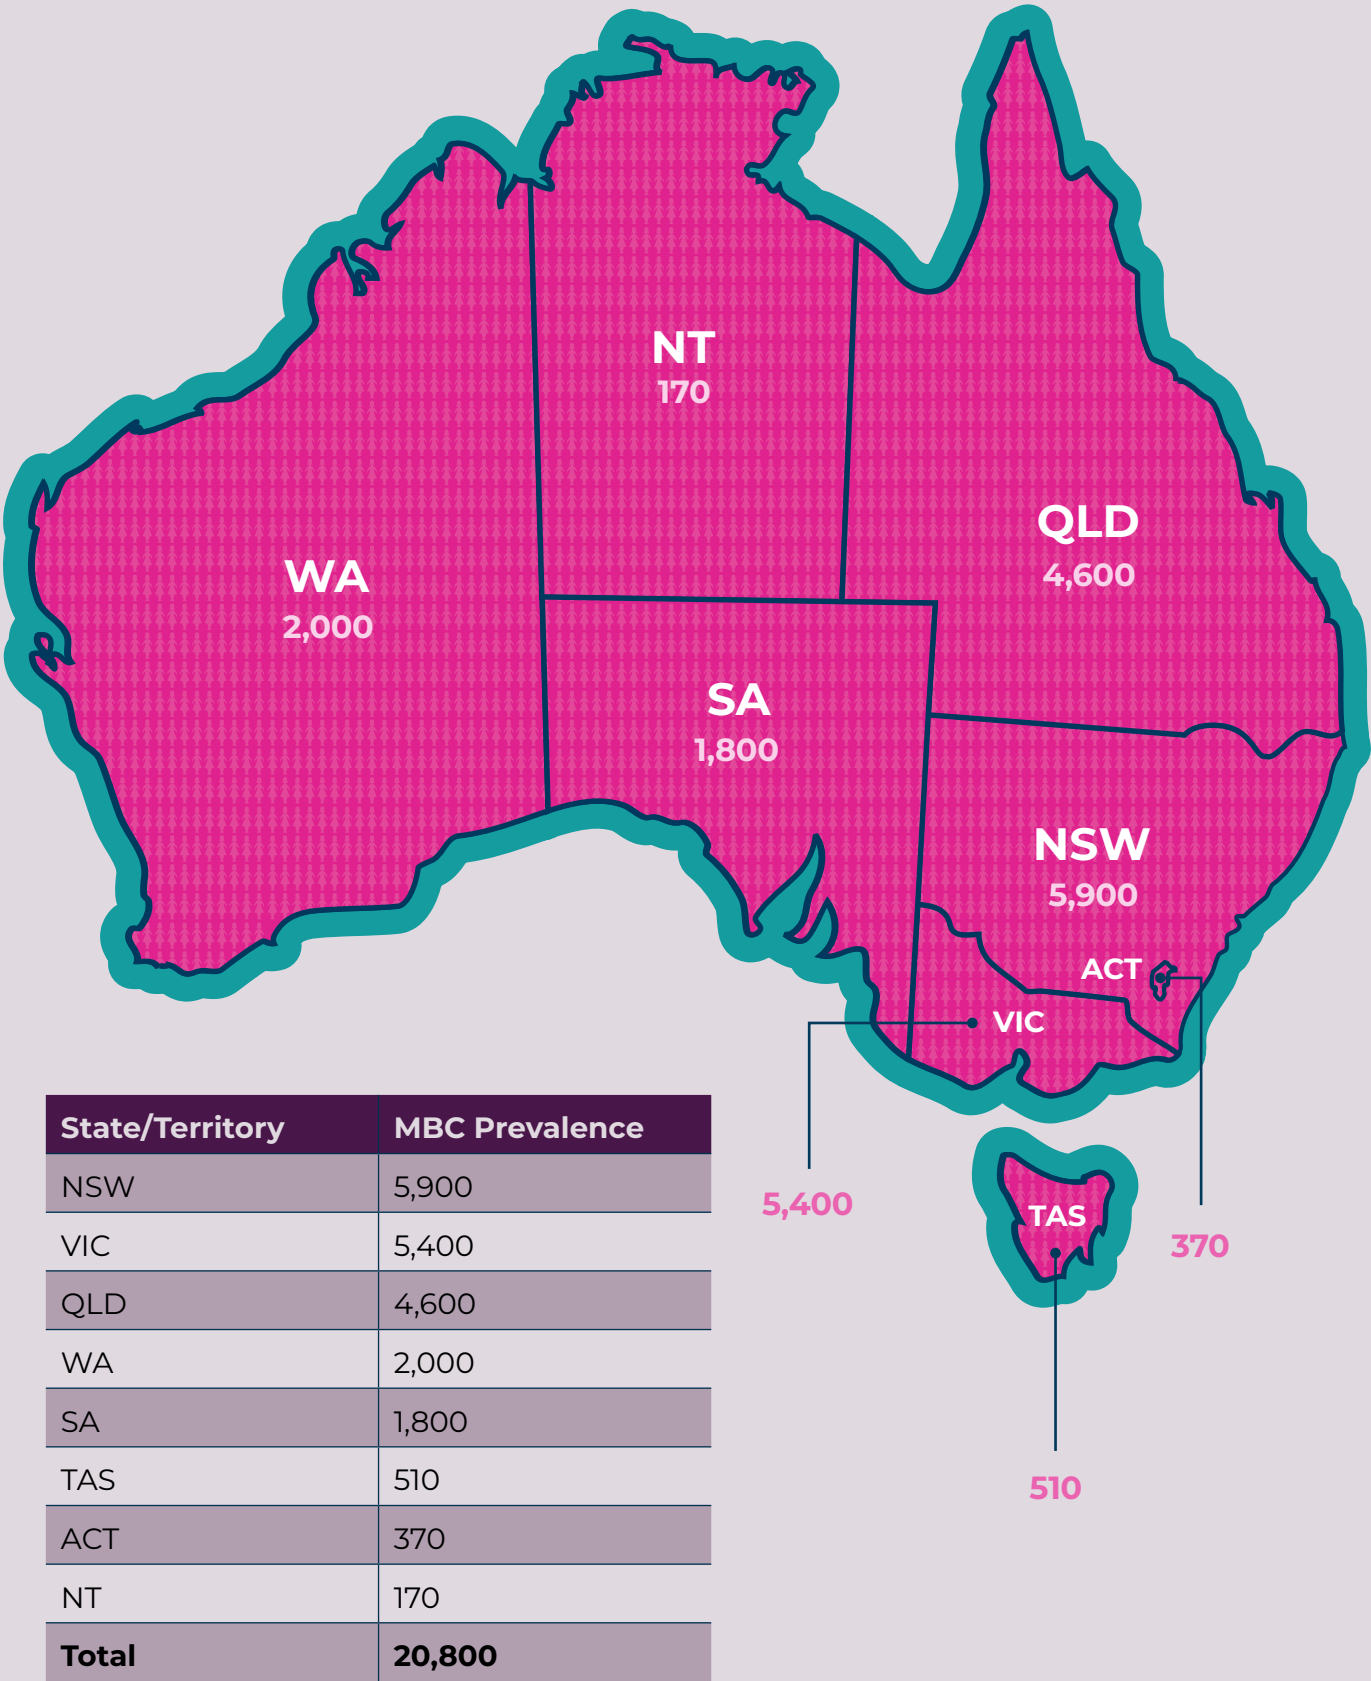 NT
170
QLD
4,600
WA
2,000
SA
1,800
NSW
5,900
ACT
VIC
5,400
TAS
370
510
State/Territory MBC Prevalence
NSW 5,900
VIC 5,400
QLD 4,600
WA 2,000
SA 1,800
TAS 510
ACT 370
NT 170
Total 20,800